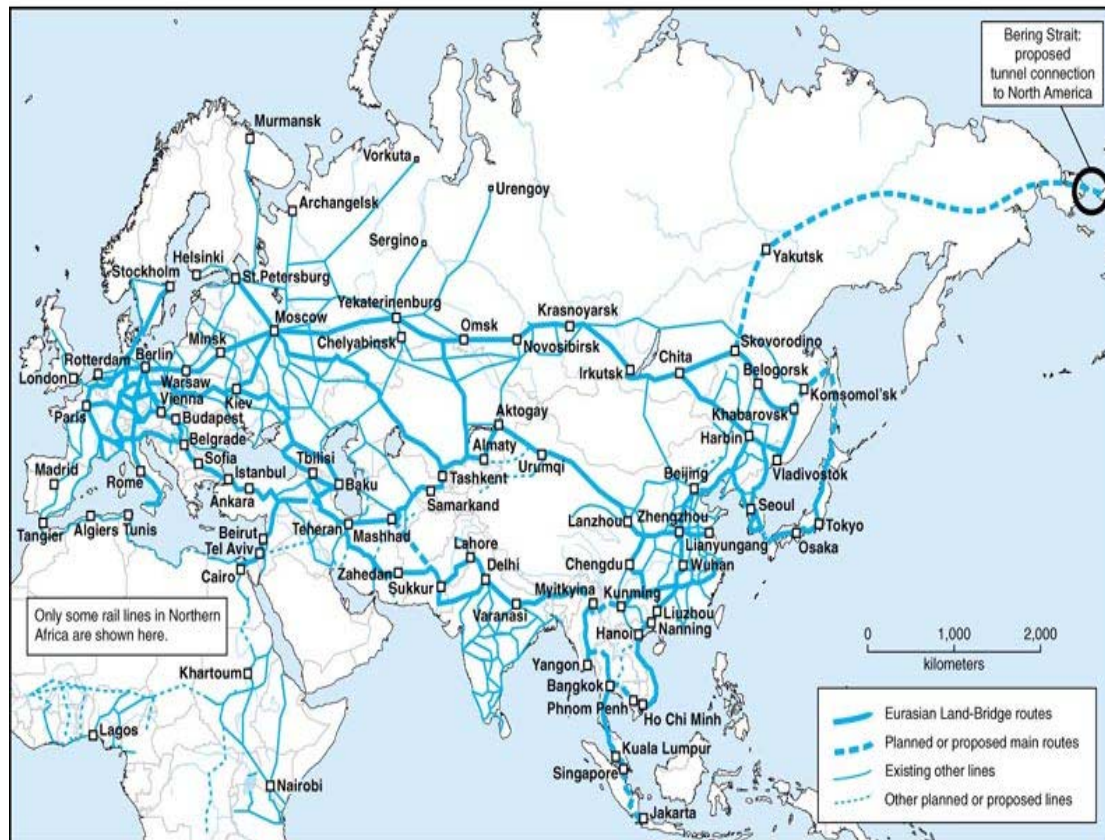 Bering Strait:
proposed
tunnel connection
to North America
Murmansk
Vorkuta
Urengoy
Archangelsk
Sergino
Yakutsk
Helsinki
Stockholm
St.Petersburg
Yekaterinenburg
Krasnoyarsk
Moscow
Omsk
Skovorodino
Minsk
Chelyabinsk
Novosibirsk
Chita
Rotterdam
Berlin
Irkutsk
Belogorsk
London
Warsaw
Komsomol'sk
Vienna
Kiev
Paris
Aktogay
Khabarovsk
Budapest
Harbin
Belgrade
Almaty
Tbilisi
Urumqi
Sofia
Vladivostok
Madrid
Istanbul
Beijing
Rome
Baku
Tashkent
Ankara
Samarkand
Seoul
Tangier
Algiers
Tunis
Teheran
Mashhad
Lanzhou
Zhengzhou
Tokyo
Beirut
Lianyungang
Osaka
Tel Aviv
Lahore
Delhi
Chengdu
Wuhan
Cairo
Zahedan
Sukkur
Myitkyina
Kunming
Varanasi
Liuzhou
Only some rail lines in Northern
Africa are shown here.
Hanoi
Nanning
0 1,000 2,000
kilometers
Khartoum
Yangon
Bangkok
Phnom Penh
Ho Chi Minh
Lagos
Kuala Lumpur
Singapore
Nairobi
Jakarta
Eurasian Land-Bridge routes
Planned or proposed main routes
Existing other lines
Other planned or proposed lines